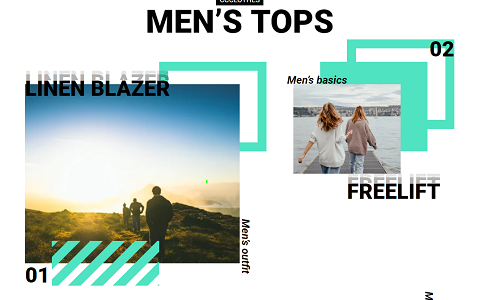 MEN'S TOPS
02
LINEN BLAZER
Men's basics
FREELIFT
Men's outfit
01
M